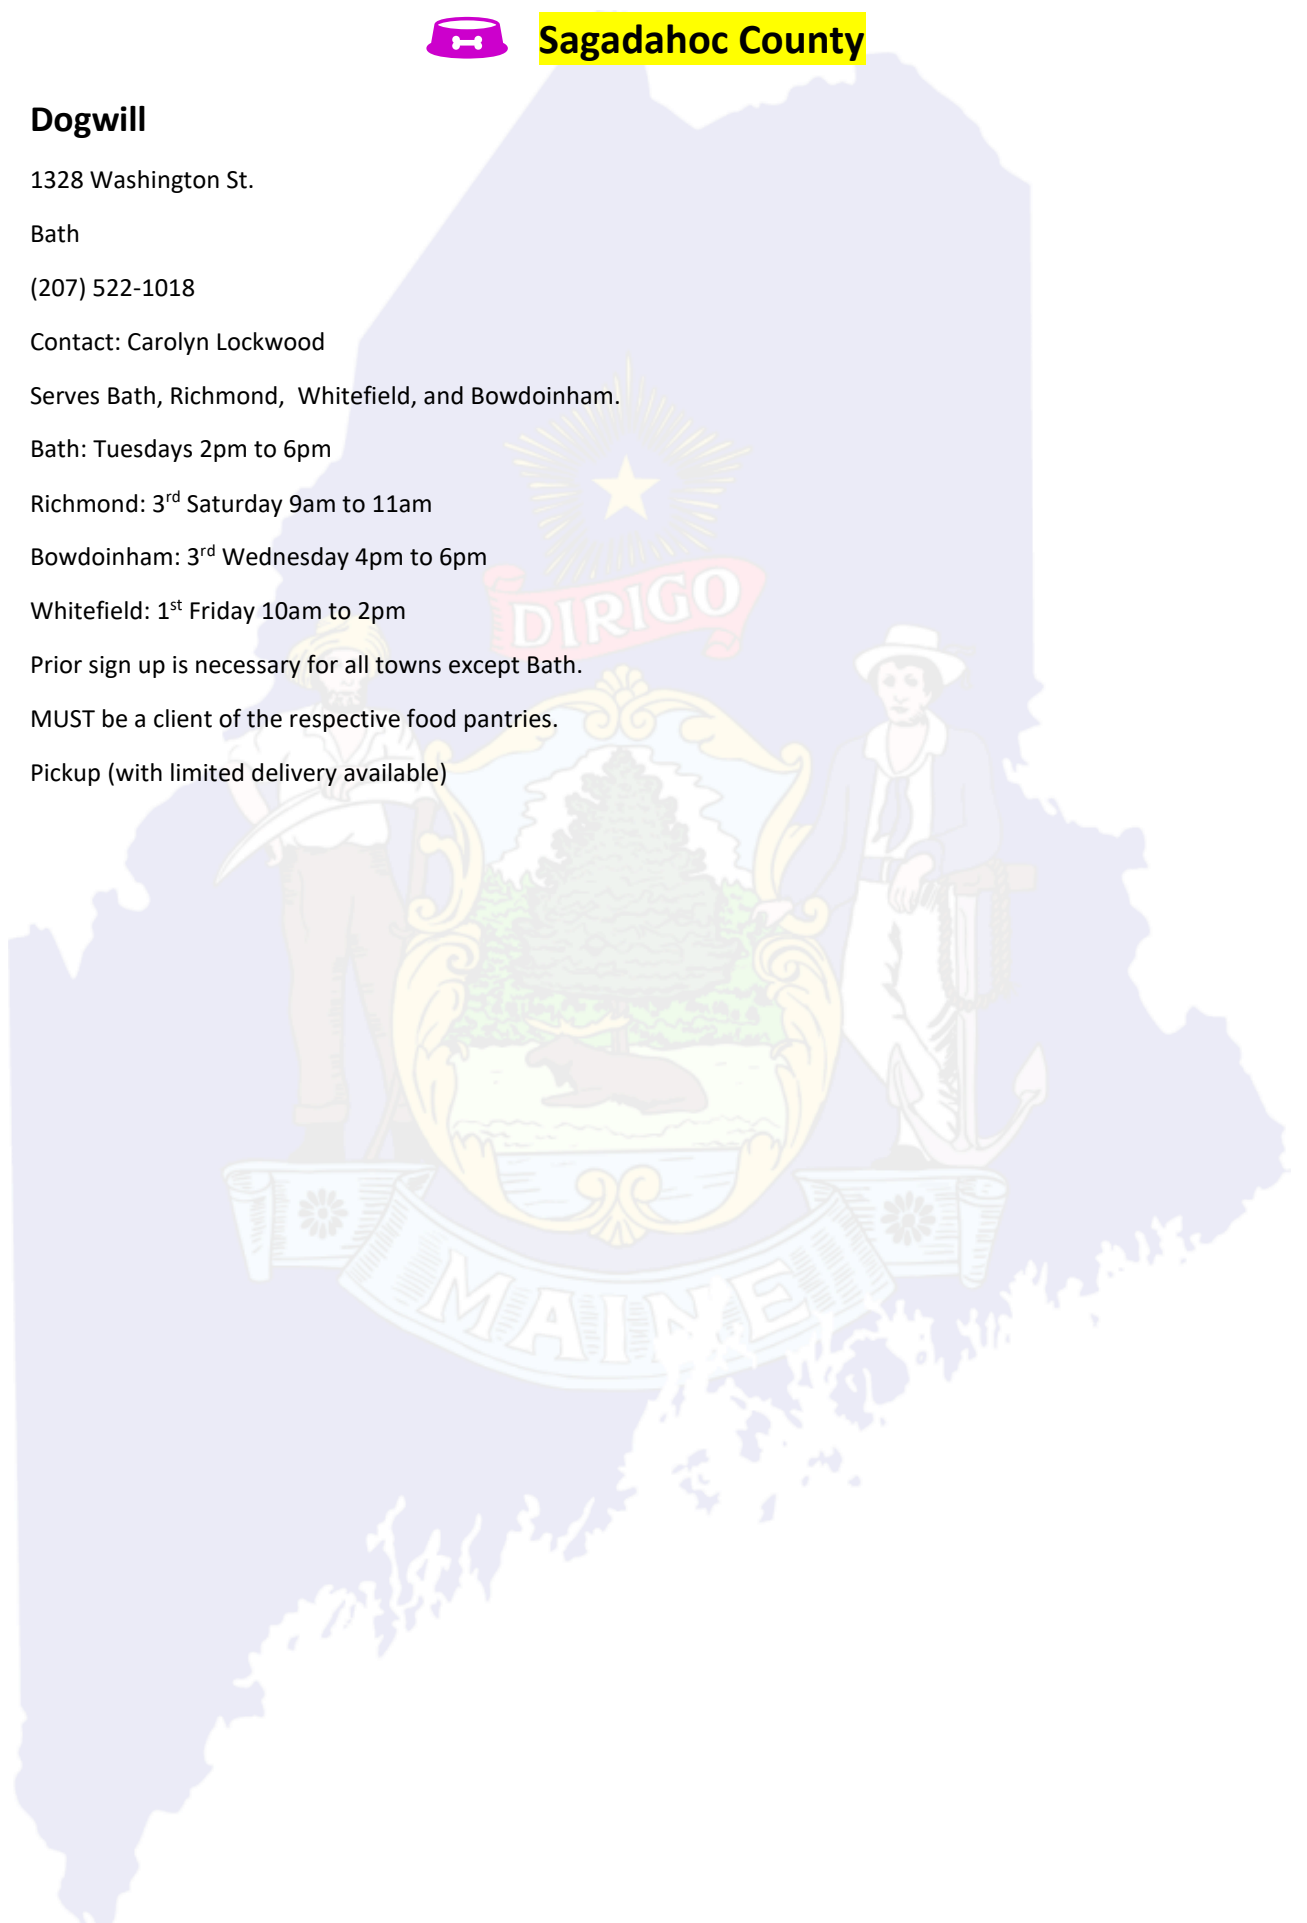 Sagadahoc County
Dogwill
1328 Washington St.
Bath
(207) 522-1018
Contact: Carolyn Lockwood
Serves Bath, Richmond,  Whitefield, and Bowdoinham.
Bath: Tuesdays 2pm to 6pm
Richmond: 3rd Saturday 9am to 11am
Bowdoinham: 3rd Wednesday 4pm to 6pm
Whitefield: 1st Friday 10am to 2pm
DIRIGO
Prior sign up is necessary for all towns except Bath.
MUST be a client of the respective food pantries.
Pickup (with limited delivery available)
MAINE